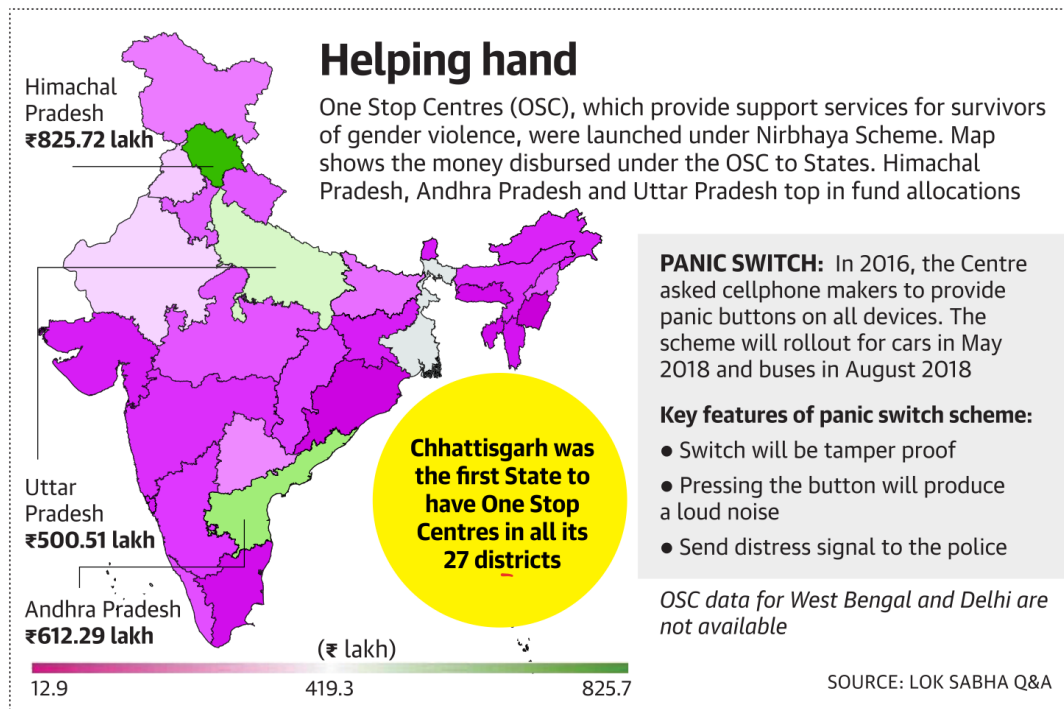 Helping hand
One Stop Centres (OSC), which provide support services for survivors
of gender violence, were launched under Nirbhaya Scheme. Map
shows the money disbursed under the OSC to States. Himachal
Pradesh, Andhra Pradesh and Uttar Pradesh top in fund allocations
Himachal
Pradesh
₹825.72 lakh
Uttar
Pradesh
₹500.51 lakh
Andhra Pradesh
₹612.29 lakh
Chhattisgarh was
the first State to
have One Stop
Centres in all its
27 districts
PANIC SWITCH: In 2016, the Centre
asked cellphone makers to provide
panic buttons on all devices. The
scheme will rollout for cars in May
2018 and buses in August 2018
Key features of panic switch scheme:
● Switch will be tamper proof
● Pressing the button will produce
a loud noise
● Send distress signal to the police
OSC data for West Bengal and Delhi are
not available
(₹ lakh)
12.9 419.3 825.7
SOURCE: LOK SABHA Q&A